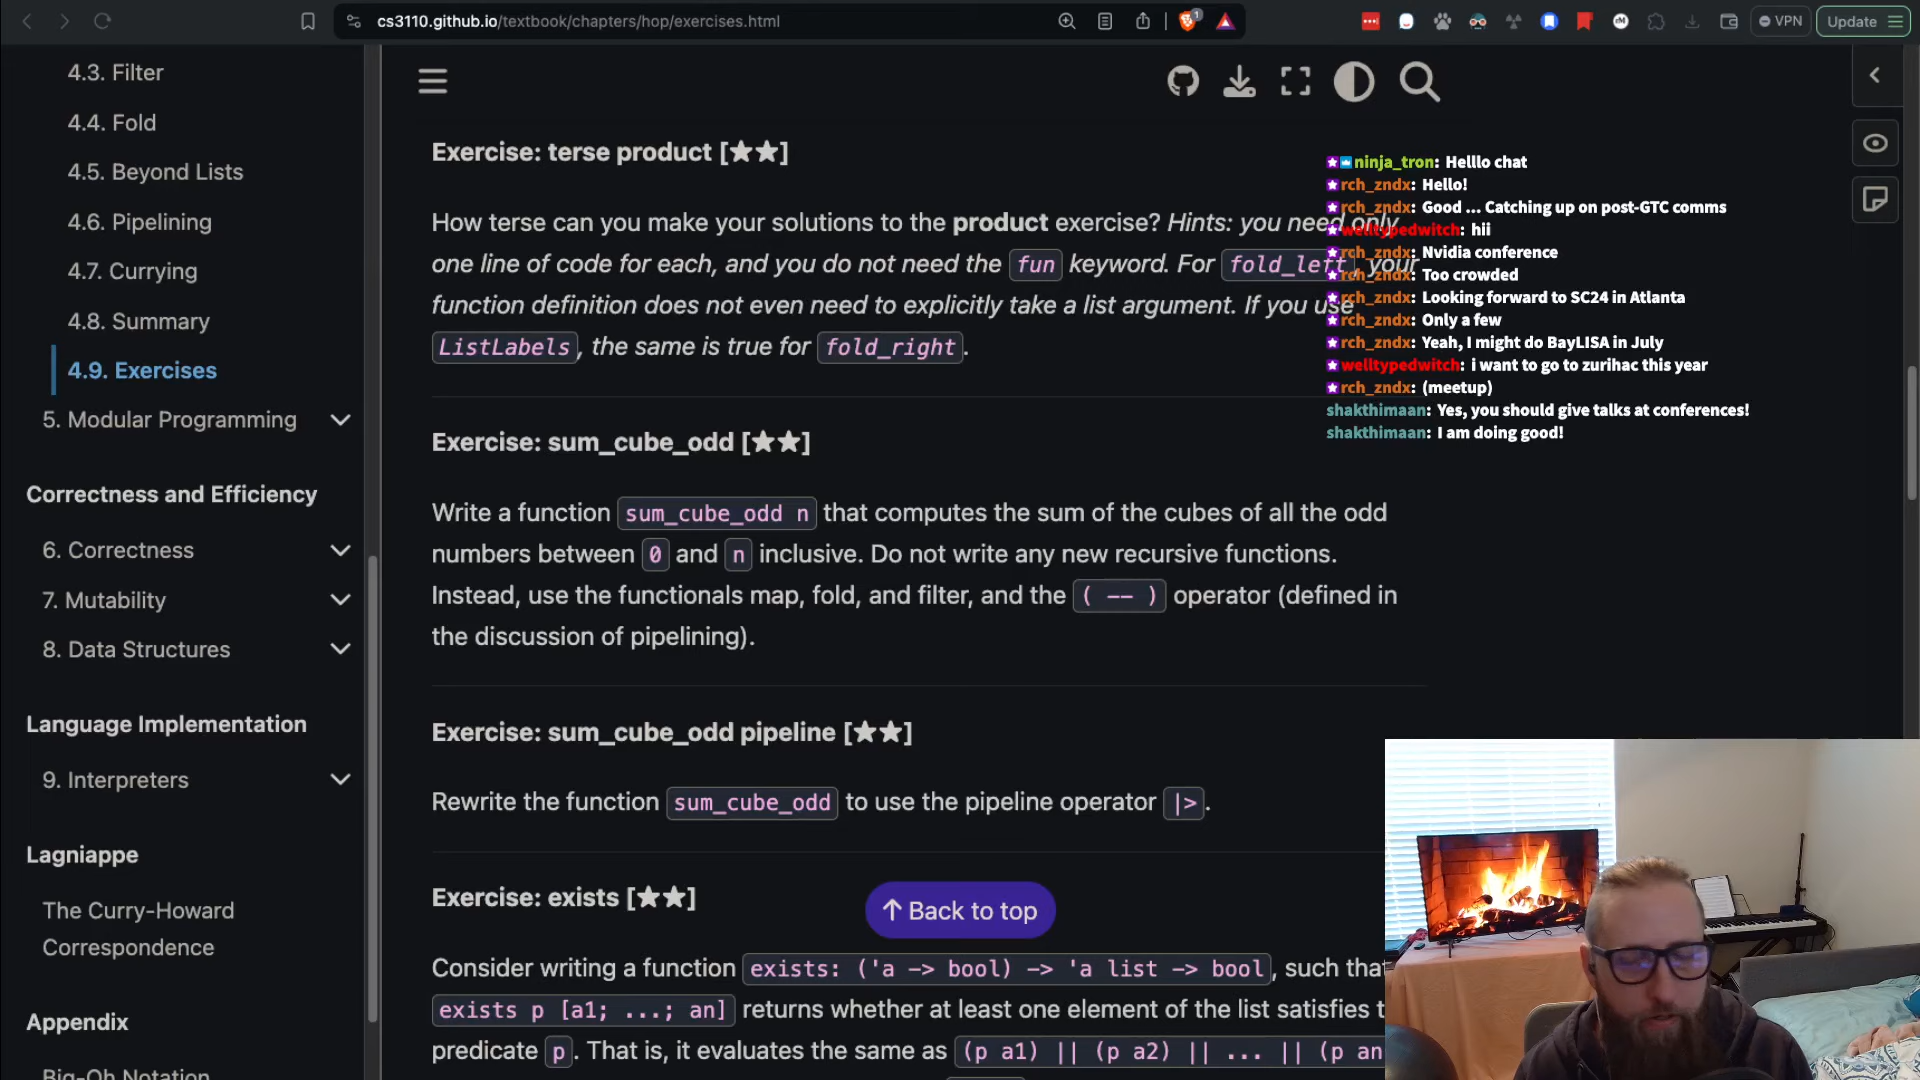 cs3110.github.io/textbook/chapters/hop/exercises.html
1
VPN
Update
4.3. Filter
4.4. Fold
4.5. Beyond Lists
4.6. Pipelining
4.7. Currying
4.8. Summary
4.9. Exercises
5. Modular Programming
Correctness and Efficiency
6. Correctness
7. Mutability
8. Data Structures
Language Implementation
9. Interpreters
Lagniappe
The Curry-Howard
Correspondence
Appendix
Big-Oh Notation
Exercise: terse product [★★]
How terse can you make your solutions to the product exercise? Hints: you need only
one line of code for each, and you do not need the fun keyword. For fold_left, your
function definition does not even need to explicitly take a list argument. If you use
ListLabels, the same is true for fold_right.
Exercise: sum_cube_odd [★★]
Write a function sum_cube_odd n that computes the sum of the cubes of all the odd
numbers between 0 and n inclusive. Do not write any new recursive functions.
Instead, use the functionals map, fold, and filter, and the ( -- ) operator (defined in
the discussion of pipelining).
Exercise: sum_cube_odd pipeline [★★]
Rewrite the function sum_cube_odd to use the pipeline operator |>.
Exercise: exists [★★]
↑ Back to top
Consider writing a function exists: ('a -> bool) -> 'a list -> bool, such that
exists p [a1; ...; an] returns whether at least one element of the list satisfies t
predicate p. That is, it evaluates the same as (p a1) || (p a2) || ... || (p an
ninja_tron: Helllo chat
rch_zndx: Hello!
rch_zndx: Good ... Catching up on post-GTC comms
welltypedwitch: hii
rch_zndx: Nvidia conference
rch_zndx: Too crowded
rch_zndx: Looking forward to SC24 in Atlanta
rch_zndx: Only a few
rch_zndx: Yeah, I might do BayLISA in July
welltypedwitch: i want to go to zurihac this year
rch_zndx: (meetup)
shakthimaan: Yes, you should give talks at conferences!
shakthimaan: I am doing good!